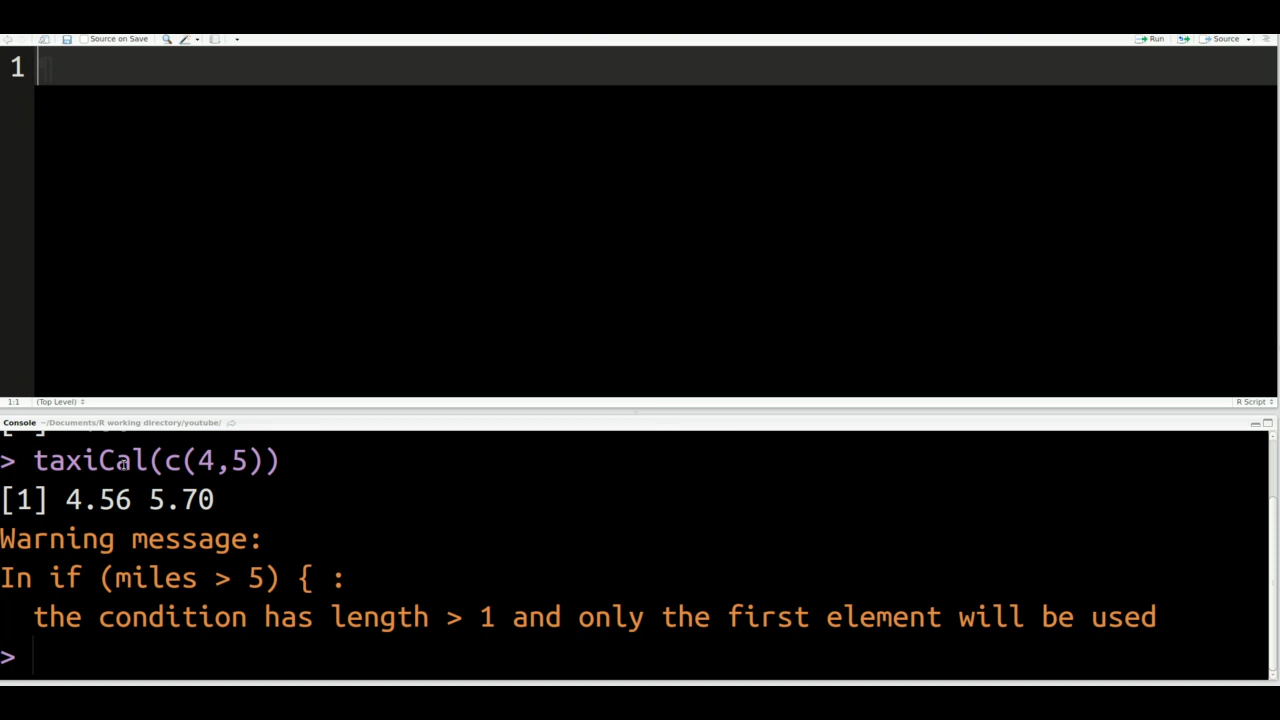 Source on Save
Run
Source
1
1:1
(Top Level)
R Script
Console ~/Documents/R working directory/youtube/
> taxiCal(c(4,5))
[1] 4.56 5.70
Warning message:
In if (miles > 5) { :
the condition has length > 1 and only the first element will be used
>